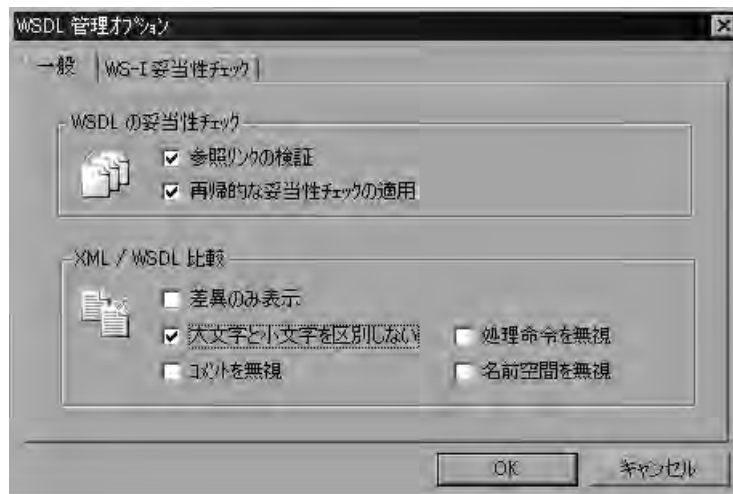 WSDL 管理オプション
一般 WS-I 妥当性チェック
WSDL の妥当性チェック
参照リンクの検証
再帰的な妥当性チェックの適用
XML / WSDL 比較
差異のみ表示
大文字と小文字を区別しない 処理命令を無視
コメントを無視 名前空間を無視
OK キャンセル